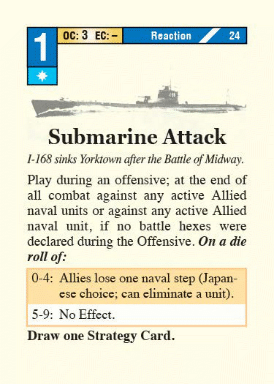 1 OC: 3 EC: – Reaction 24
Submarine Attack
I-168 sinks Yorktown after the Battle of Midway.
Play during an offensive; at the end of
all combat against any active Allied
naval units or against any active Allied
naval unit, if no battle hexes were
declared during the Offensive. On a die
roll of:
0-4: Allies lose one naval step (Japan-
ese choice; can eliminate a unit).
5-9: No Effect.
Draw one Strategy Card.